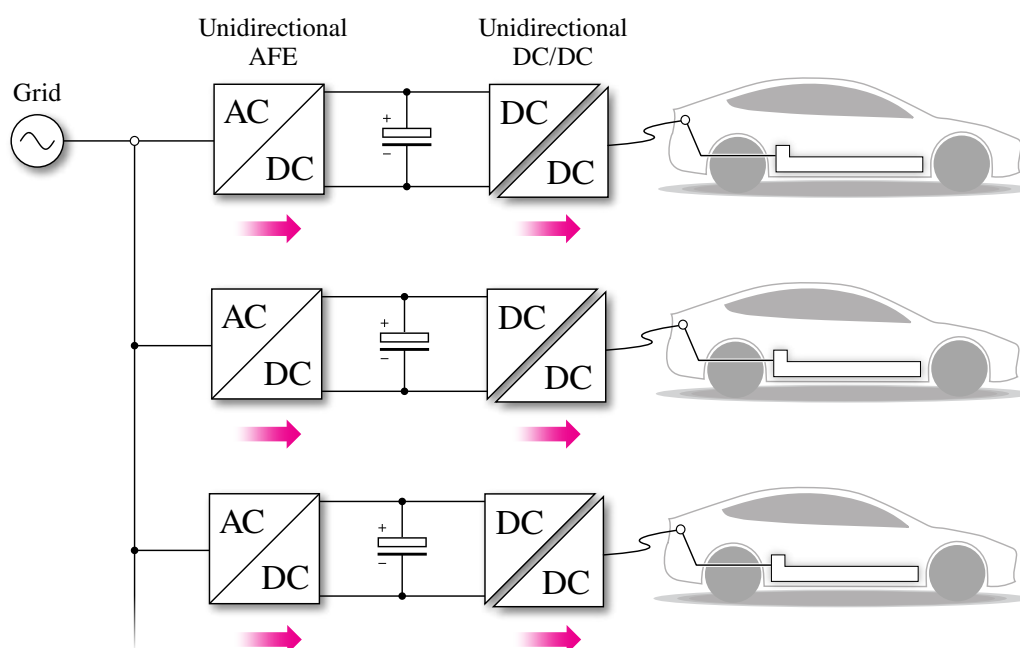 Unidirectional
AFE
Unidirectional
DC/DC
Grid
AC
DC
+
−
DC
DC
AC
DC
+
−
DC
DC
AC
DC
+
−
DC
DC